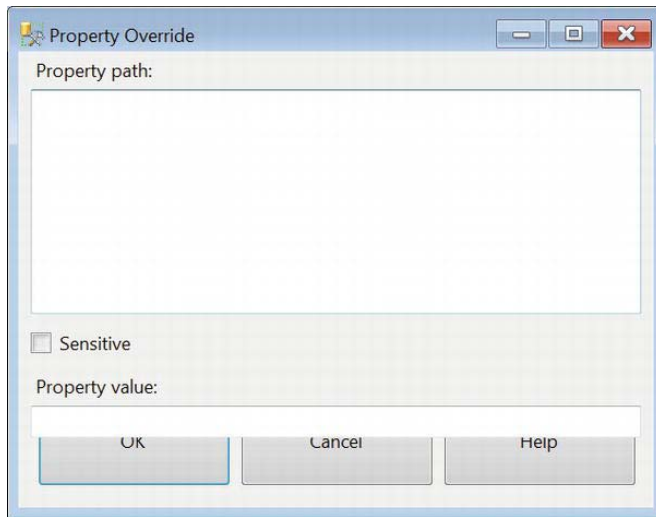 Property Override
Property path:
Sensitive
Property value:
OK
Cancel
Help